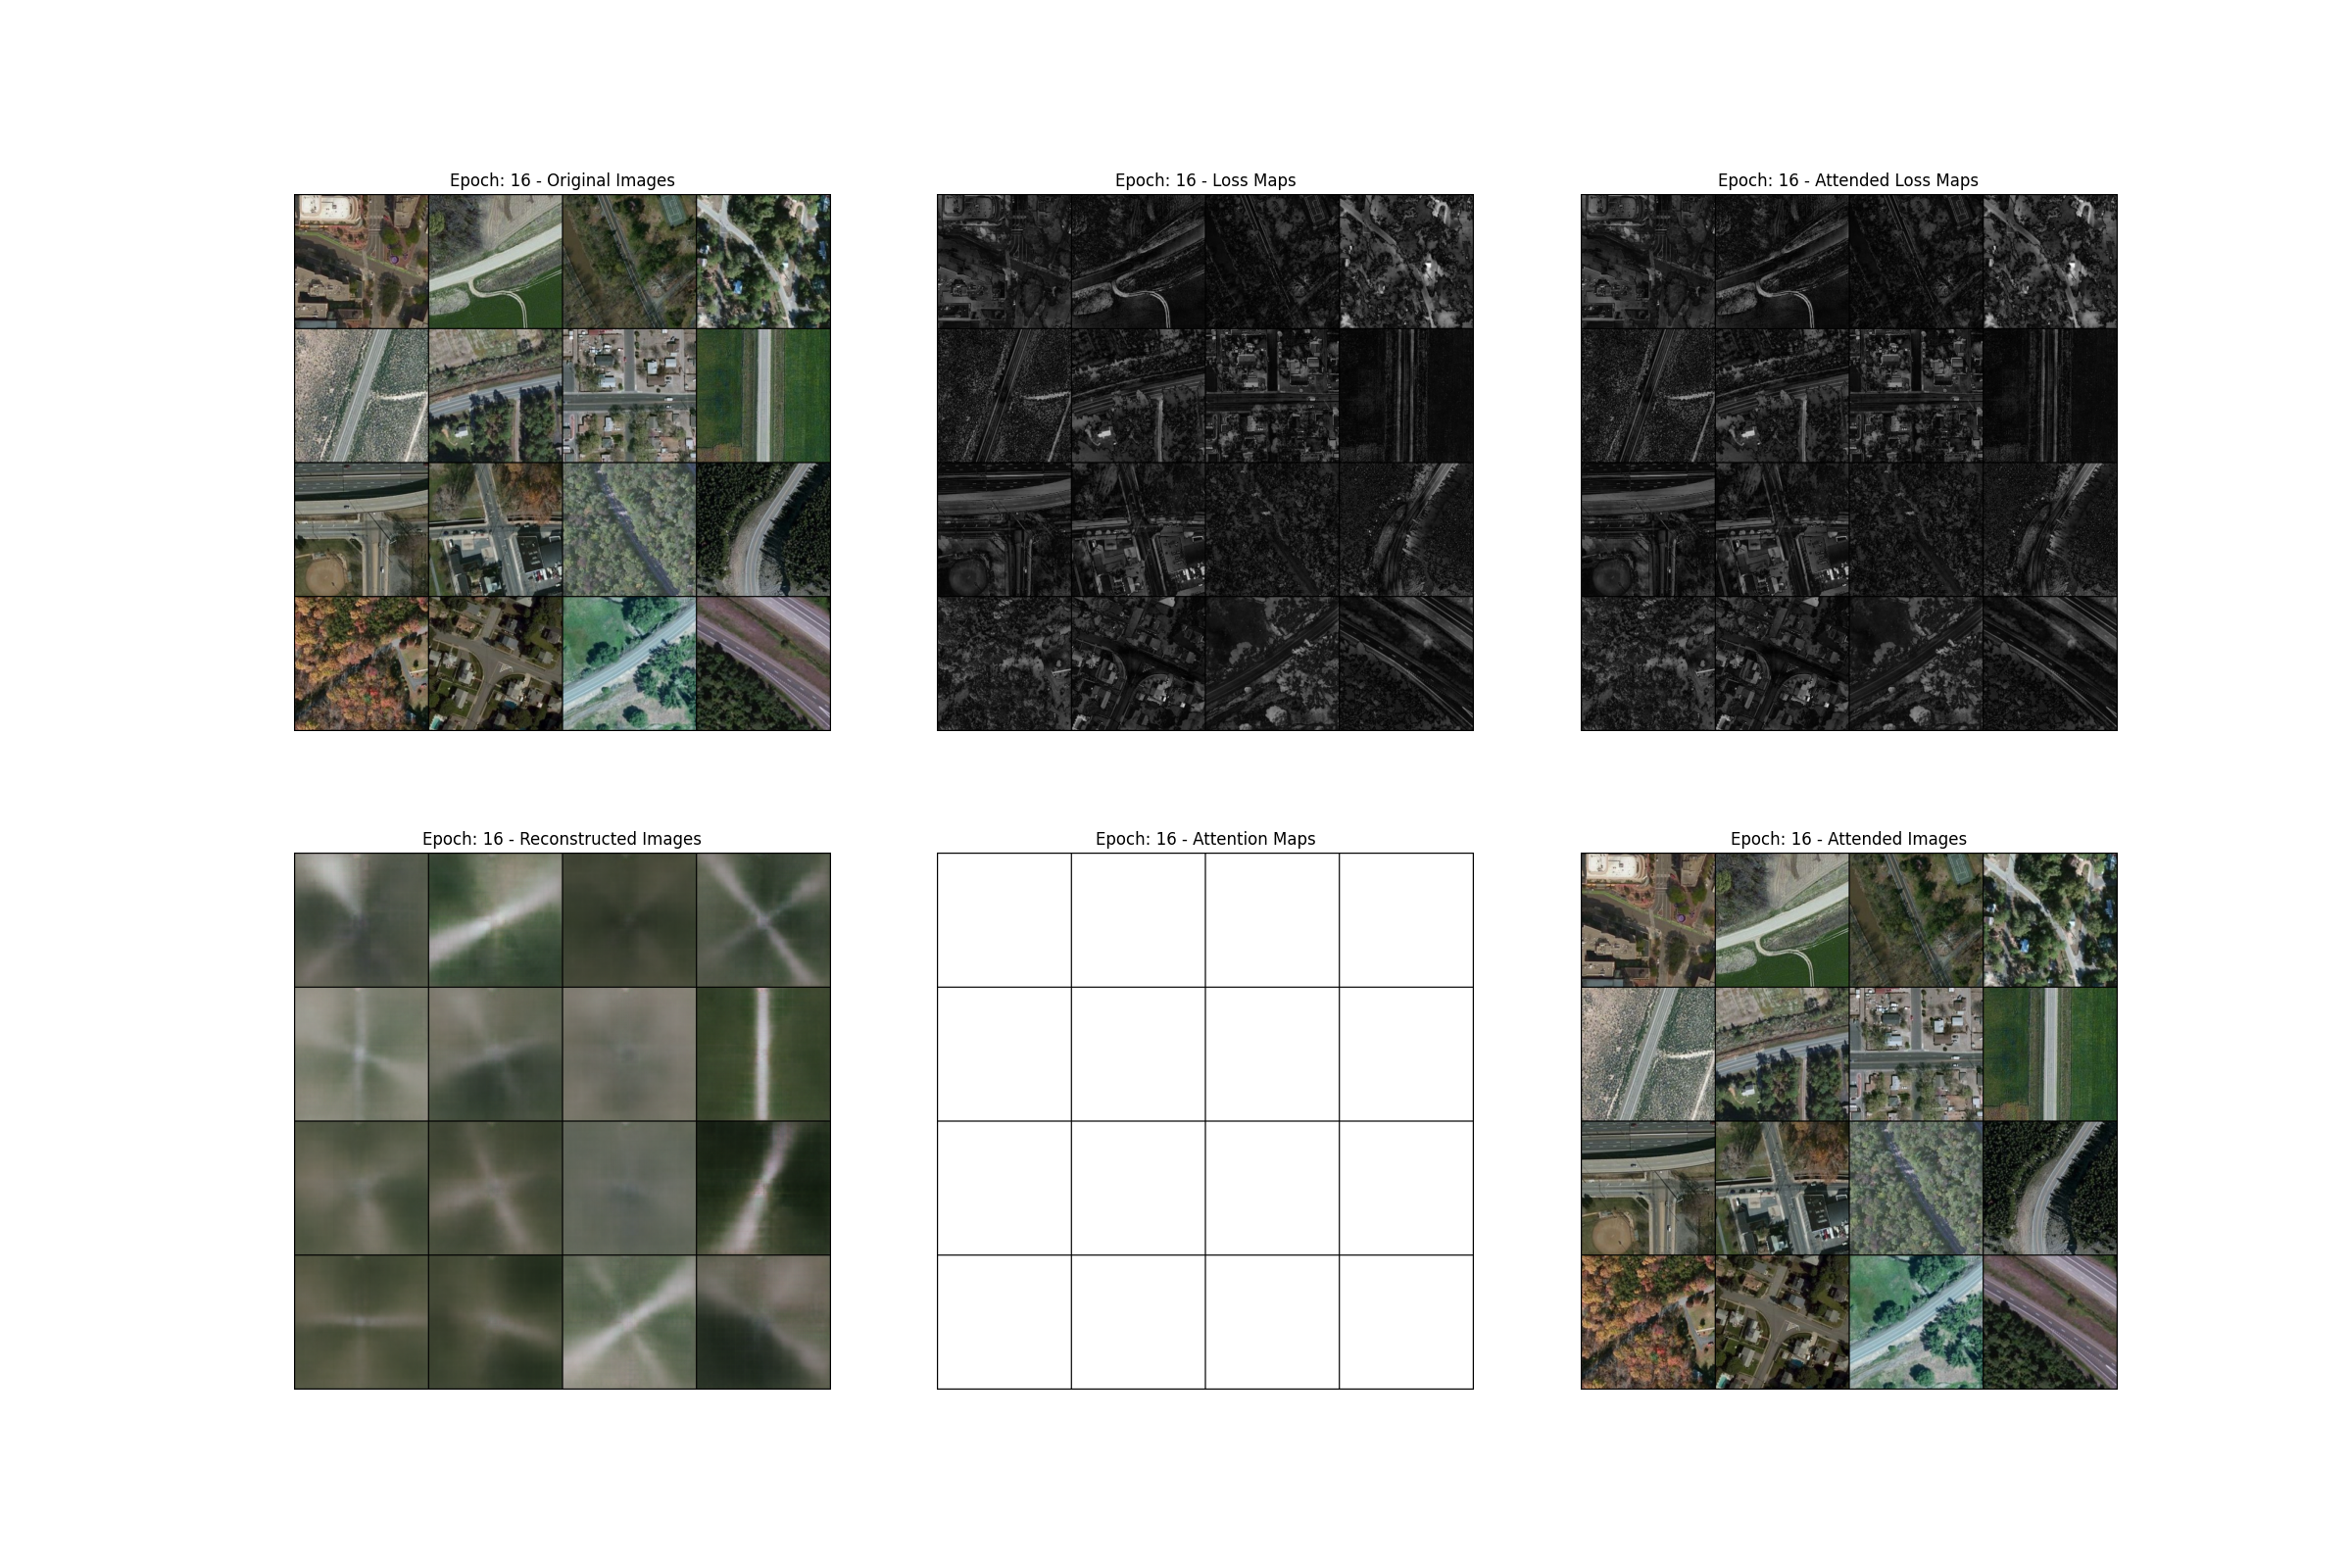 Epoch: 16 - Original Images
Epoch: 16 - Loss Maps
Epoch: 16 - Attended Loss Maps
Epoch: 16 - Reconstructed Images
Epoch: 16 - Attention Maps
Epoch: 16 - Attended Images